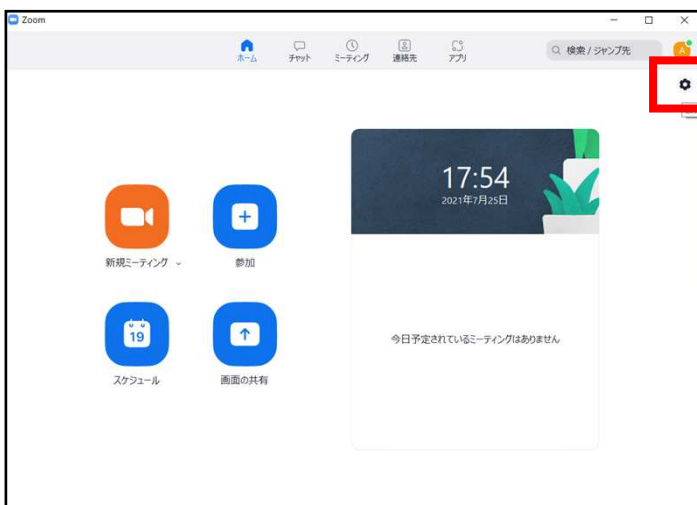 Zoom
ホーム
チャット
ミーティング
連絡先
アプリ
検索 / ジャンプ先
A
17:54
2021年7月25日
新規ミーティング
参加
今日予定されているミーティングはありません
19
スケジュール
画面の共有